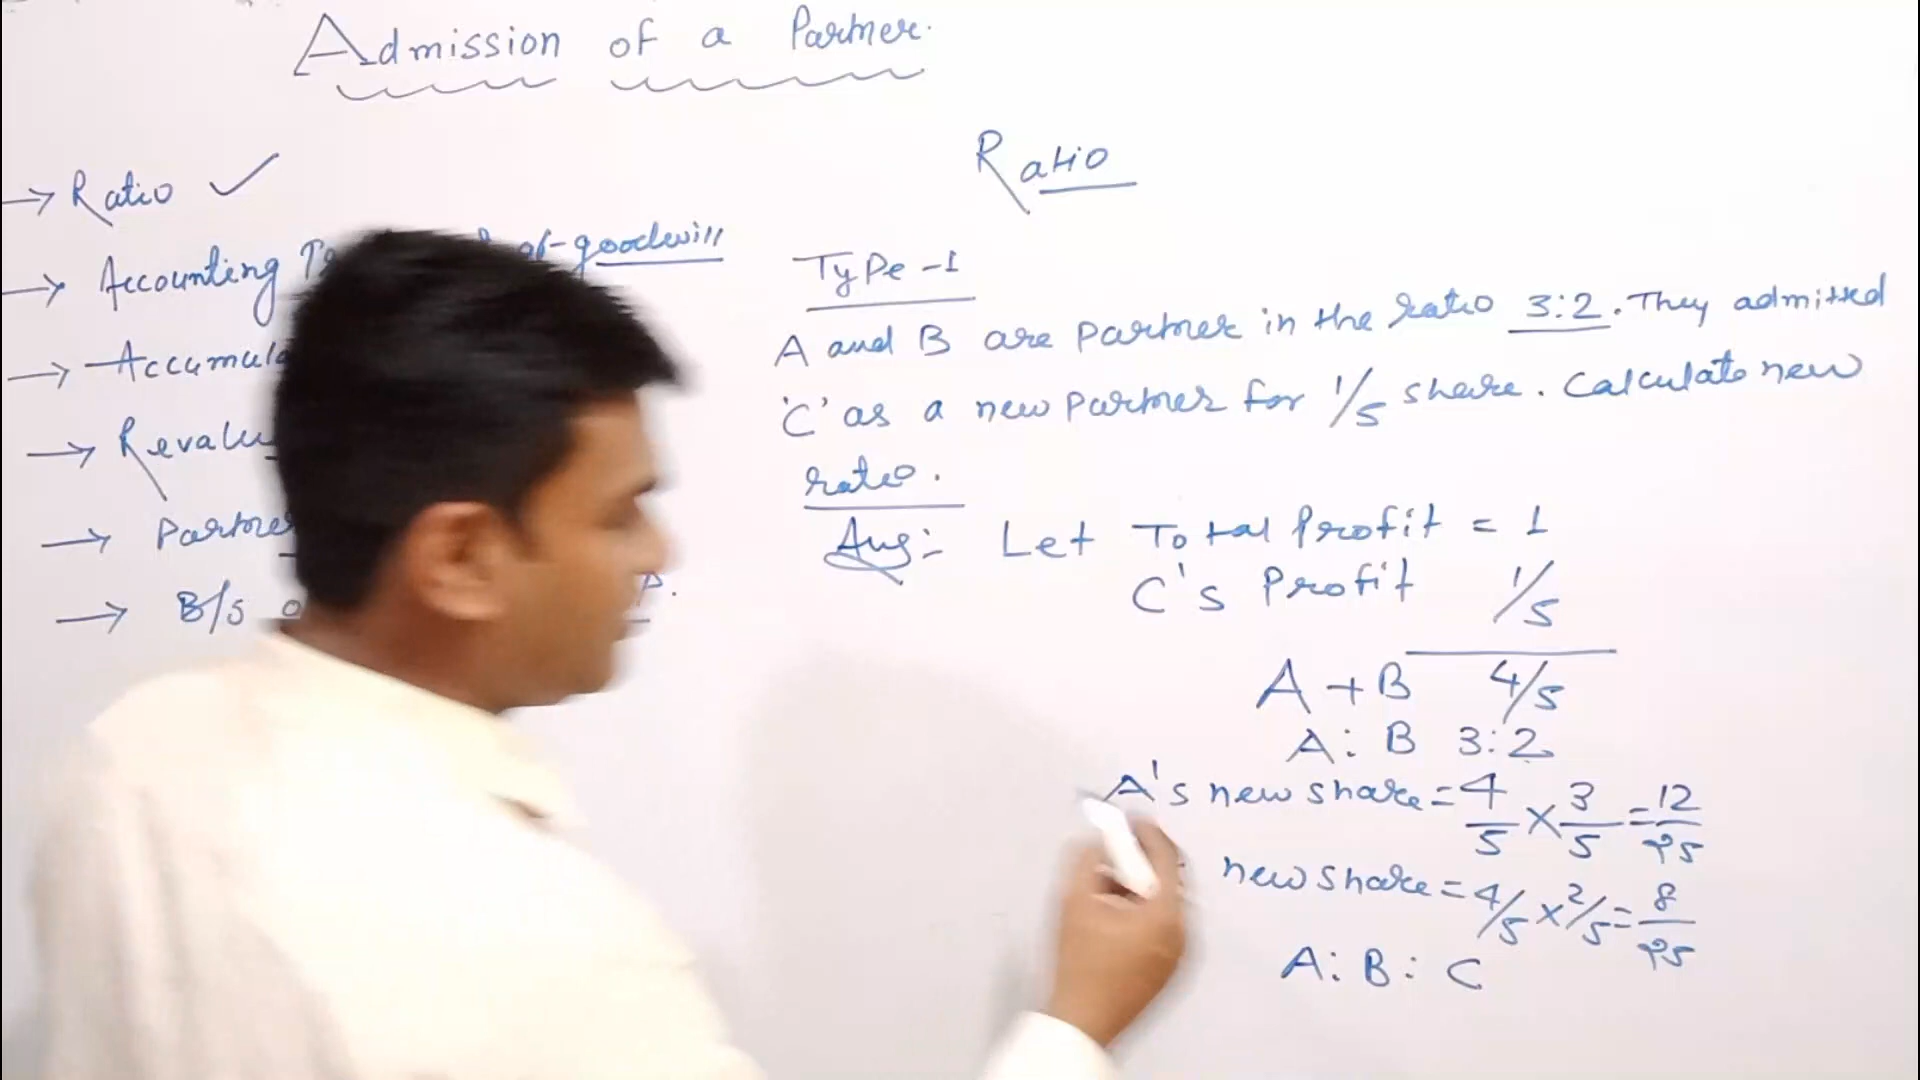 Admission of a Partner.
→ Ratio ✓
→ Accounting of goodwill
→
→
→
→ B/S
P.
Ratio
Type-1
A and B are partner in the ratio 3:2. They admitted
'C' as a new partner for 1/5 share. Calculate new
ratio.
Ans:- Let Total Profit = 1
C's Profit 1/5
A+B 4/5
A:B 3:2
A's new share = 4/5 × 3/5 = 12/25
new share = 4/5 × 2/5 = 8/25
A:B:C